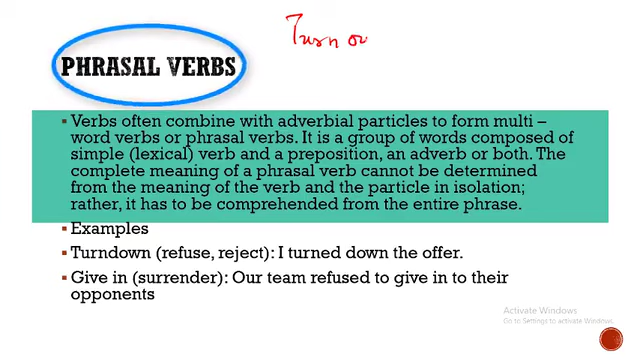 Turn o
PHRASAL VERBS
▪ Verbs often combine with adverbial particles to form multi –
word verbs or phrasal verbs. It is a group of words composed of
simple (lexical) verb and a preposition, an adverb or both. The
complete meaning of a phrasal verb cannot be determined
from the meaning of the verb and the particle in isolation;
rather, it has to be comprehended from the entire phrase.
▪ Examples
▪ Turndown (refuse, reject): I turned down the offer.
▪ Give in (surrender): Our team refused to give in to their
opponents
Activate Windows
Go to Settings to activate Windows.